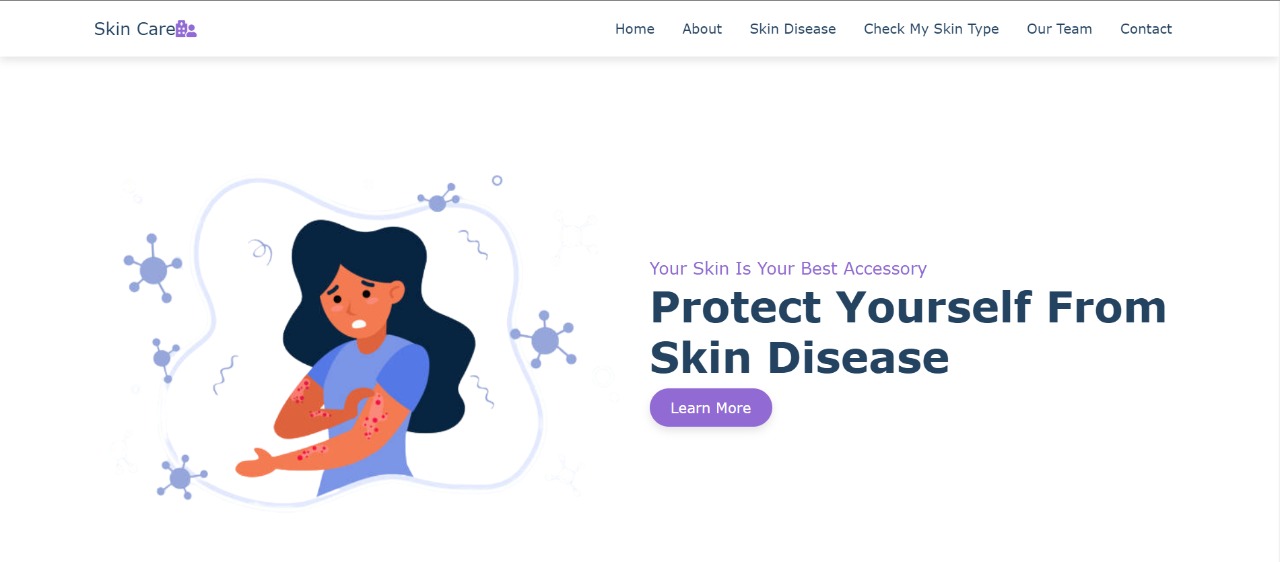 Skin Care
Home About Skin Disease Check My Skin Type Our Team Contact
Your Skin Is Your Best Accessory
Protect Yourself From
Skin Disease
Learn More